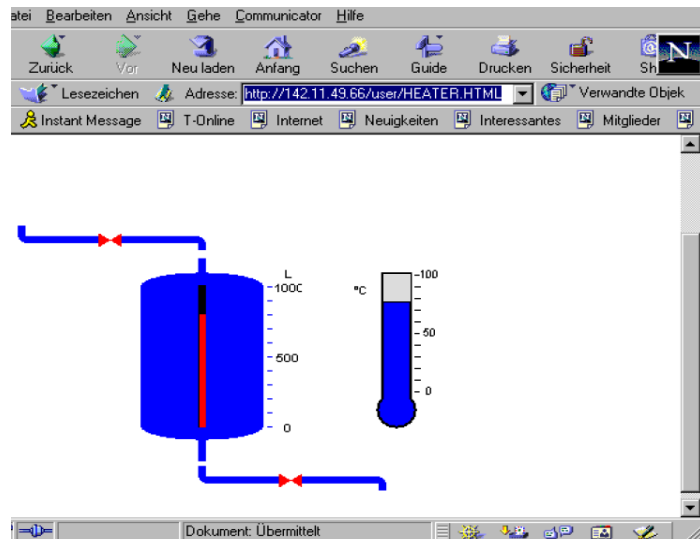 atei Bearbeiten Ansicht Gehe Communicator Hilfe
Zurück Vor Neu laden Anfang Suchen Guide Drucken Sicherheit Sh N
Lesezeichen Adresse: http://142.11.49.66/user/HEATER.HTML Verwandte Objek
Instant Message T-Online Internet Neuigkeiten Interessantes Mitglieder
L
1000
500
0
°C
100
50
0
Dokument: Übermittelt